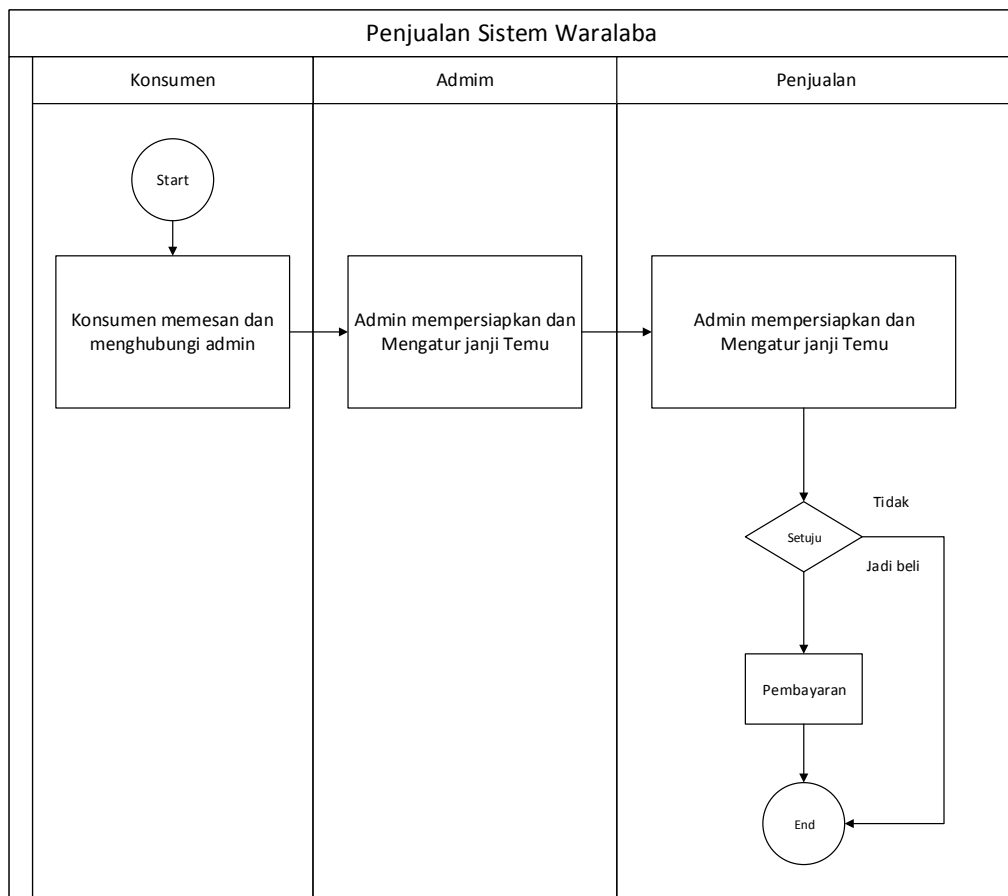 Penjualan Sistem Waralaba
Konsumen
Admim
Penjualan
Start
Konsumen memesan dan
menghubungi admin
Admin mempersiapkan dan
Mengatur janji Temu
Admin mempersiapkan dan
Mengatur janji Temu
Tidak
Setuju
Jadi beli
Pembayaran
End